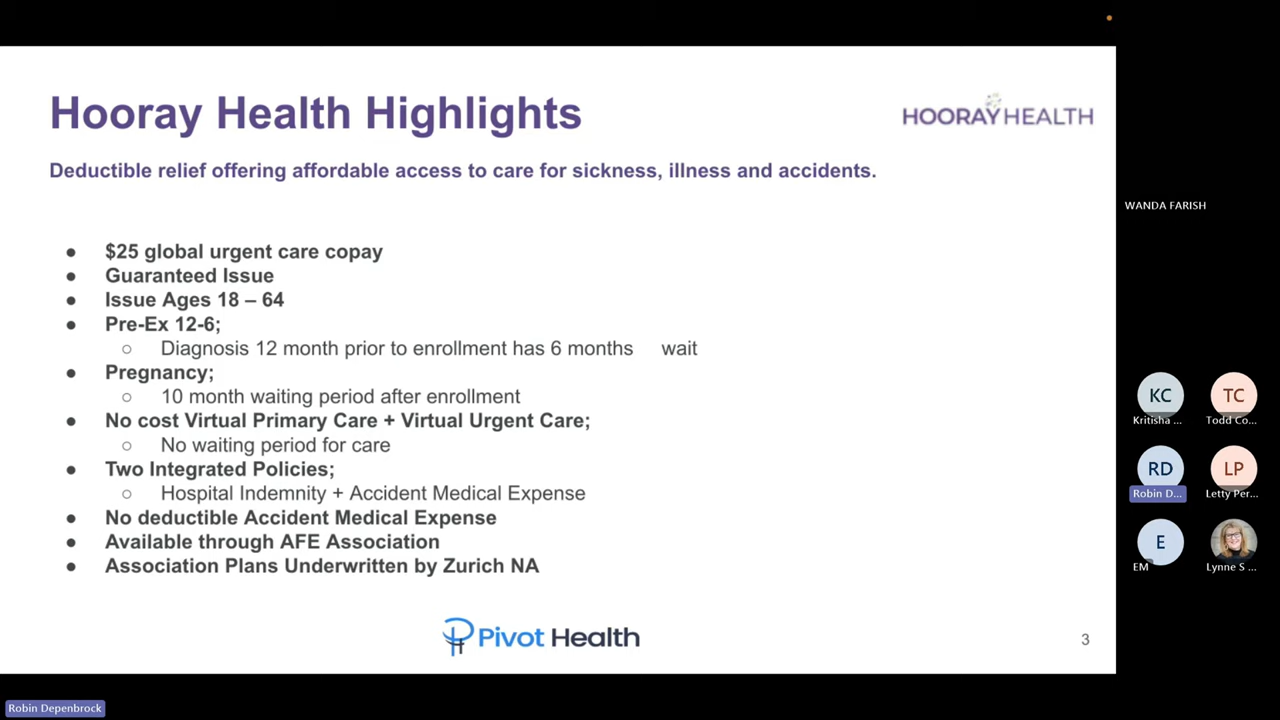 Hooray Health Highlights
HOORAYHEALTH
Deductible relief offering affordable access to care for sickness, illness and accidents.
● $25 global urgent care copay
● Guaranteed Issue
● Issue Ages 18 – 64
● Pre-Ex 12-6;
○ Diagnosis 12 month prior to enrollment has 6 months wait
● Pregnancy;
○ 10 month waiting period after enrollment
● No cost Virtual Primary Care + Virtual Urgent Care;
○ No waiting period for care
● Two Integrated Policies;
○ Hospital Indemnity + Accident Medical Expense
● No deductible Accident Medical Expense
● Available through AFE Association
● Association Plans Underwritten by Zurich NA
Pivot Health
3
WANDA FARISH
KC
TC
Kritisha ...
Todd Co...
RD
LP
Robin D...
Letty Per...
E
EM
Lynne S ...
Robin Depenbrock